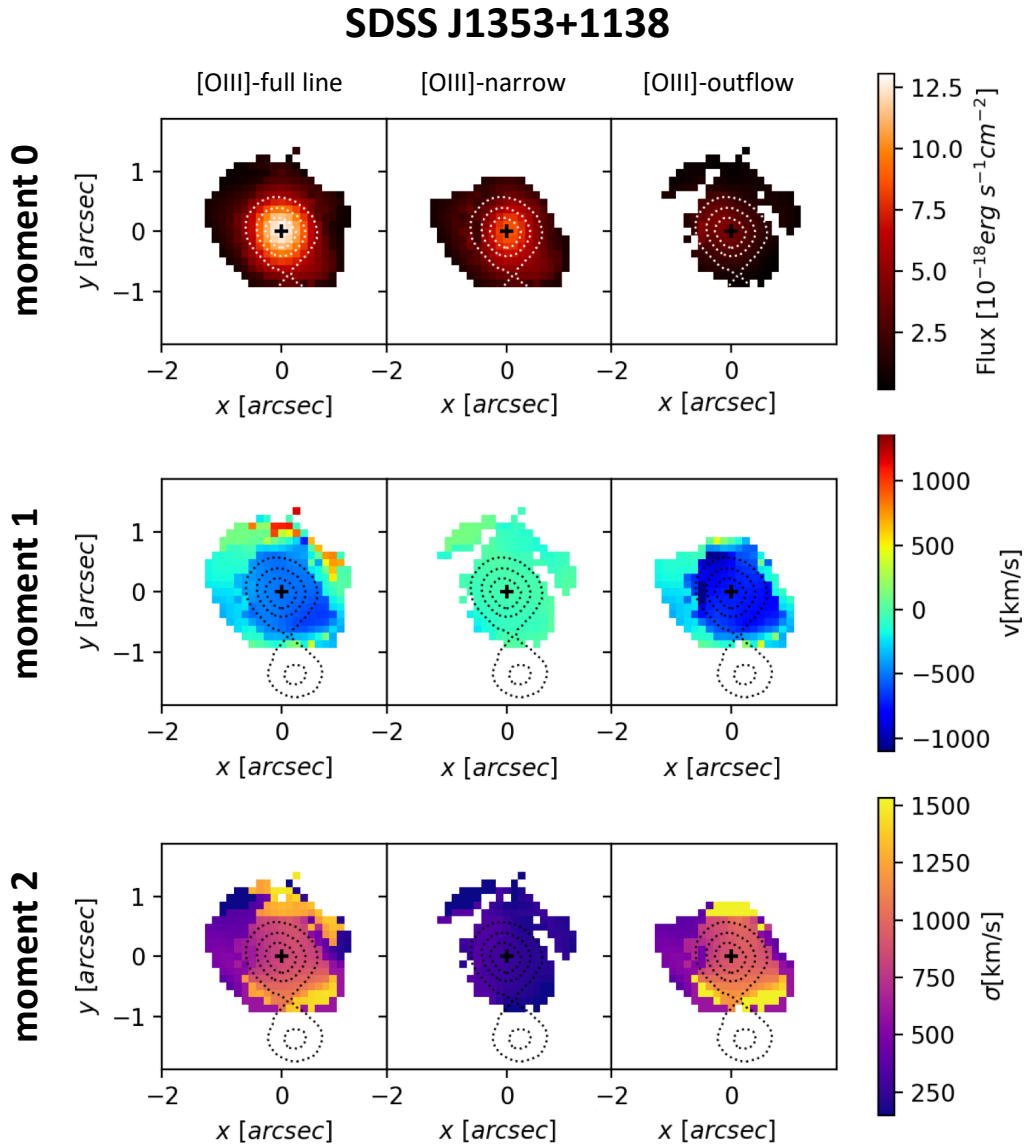 SDSS J1353+1138
[OIII]-full line [OIII]-narrow [OIII]-outflow
moment 0
y [arcsec]
1
0
−1
−2 0 −2 0 −2 0
x [arcsec] x [arcsec] x [arcsec]
12.5
10.0
7.5
5.0
2.5
Flux [10⁻¹⁸erg s⁻¹cm⁻²]
moment 1
y [arcsec]
1
0
−1
−2 0 −2 0 −2 0
x [arcsec] x [arcsec] x [arcsec]
1000
500
0
−500
−1000
v[km/s]
moment 2
y [arcsec]
1
0
−1
−2 0 −2 0 −2 0
x [arcsec] x [arcsec] x [arcsec]
1500
1250
1000
750
500
250
σ[km/s]